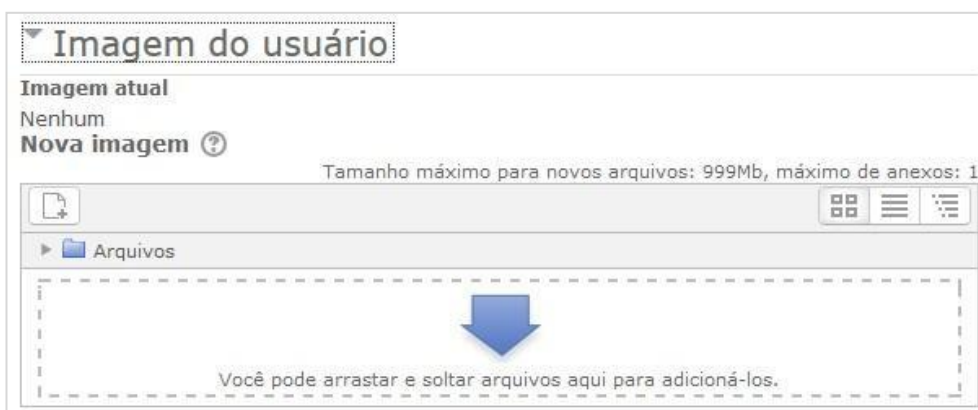 Imagem do usuário
Imagem atual
Nenhum
Nova imagem
Tamanho máximo para novos arquivos: 999Mb, máximo de anexos: 1
Arquivos
Você pode arrastar e soltar arquivos aqui para adicioná-los.